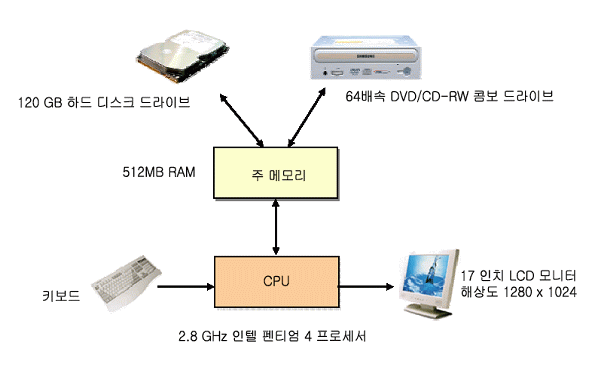 120 GB 하드 디스크 드라이브
SAMSUNG
64배속 DVD/CD-RW 콤보 드라이브
512MB RAM
주 메모리
키보드
CPU
17 인치 LCD 모니터
해상도 1280 x 1024
2.8 GHz 인텔 펜티엄 4 프로세서